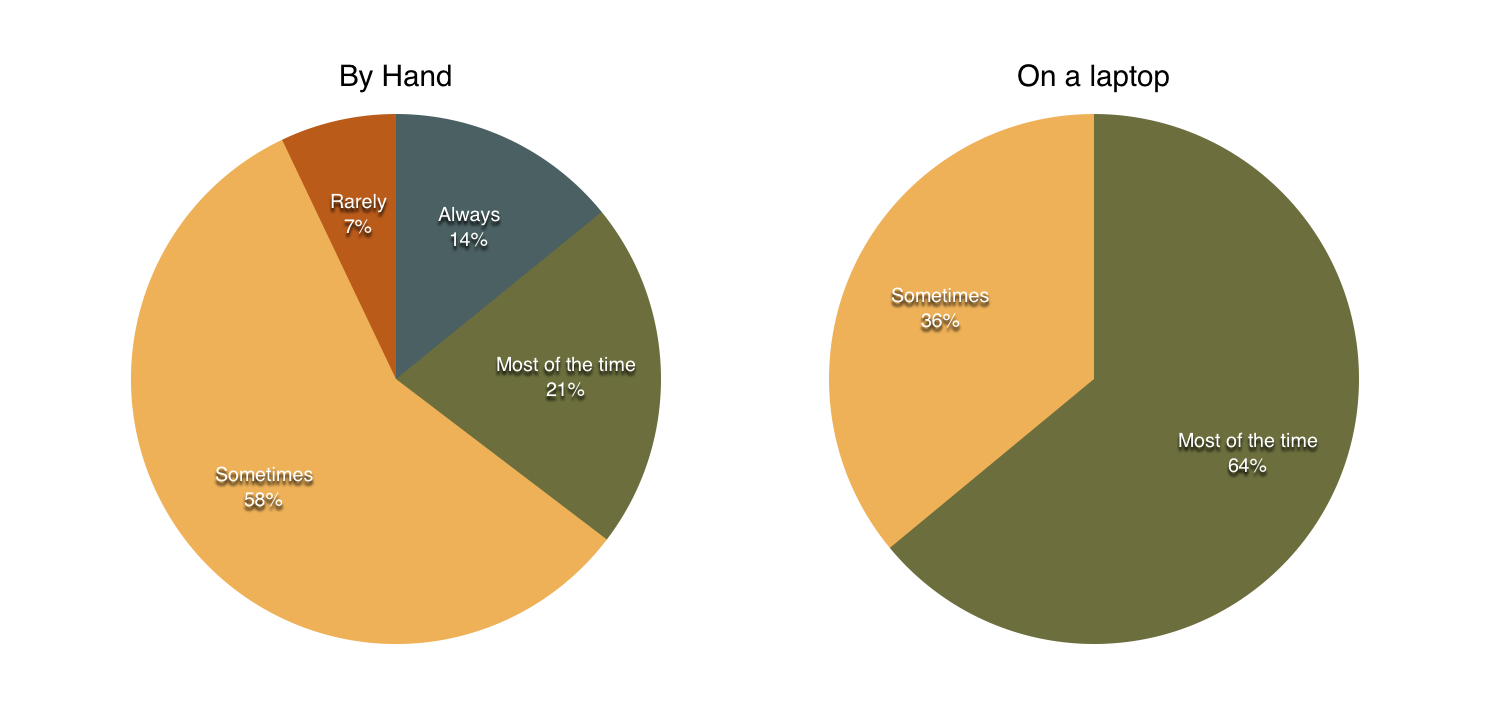 By Hand
Rarely
7%
Always
14%
Most of the time
21%
Sometimes
58%
On a laptop
Sometimes
36%
Most of the time
64%